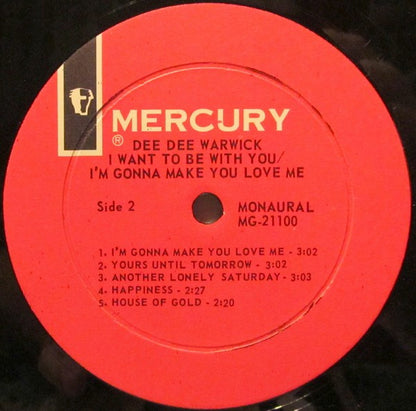 MERCURY
® DEE DEE WARWICK
I WANT TO BE WITH YOU/
I'M GONNA MAKE YOU LOVE ME
Side 2
MONAURAL
MG-21100
1. I'M GONNA MAKE YOU LOVE ME - 3:02
2. YOURS UNTIL TOMORROW - 3:02
3. ANOTHER LONELY SATURDAY - 3:03
4. HAPPINESS - 2:27
5. HOUSE OF GOLD - 2:20